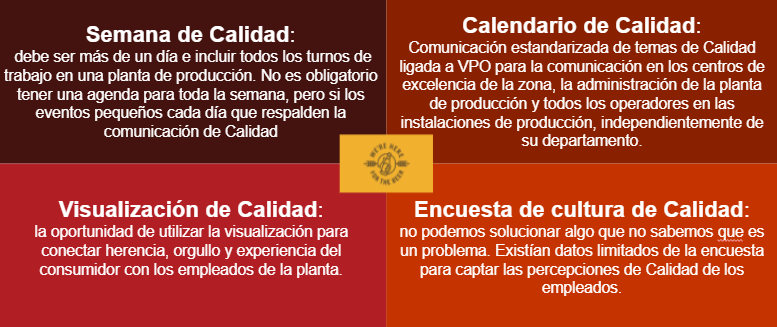 Semana de Calidad:
debe ser más de un día e incluir todos los turnos de
trabajo en una planta de producción. No es obligatorio
tener una agenda para toda la semana, pero si los
eventos pequeños cada día que respalden la
comunicación de Calidad
Calendario de Calidad:
Comunicación estandarizada de temas de Calidad
ligada a VPO para la comunicación en los centros de
excelencia de la zona, la administración de la planta
de producción y todos los operadores en las
instalaciones de producción, independientemente de
su departamento.
WE'RE HERE
FOR THE BEER
Visualización de Calidad:
la oportunidad de utilizar la visualización para
conectar herencia, orgullo y experiencia del
consumidor con los empleados de la planta.
Encuesta de cultura de Calidad:
no podemos solucionar algo que no sabemos que es
un problema. Existían datos limitados de la encuesta
para captar las percepciones de Calidad de los
empleados.